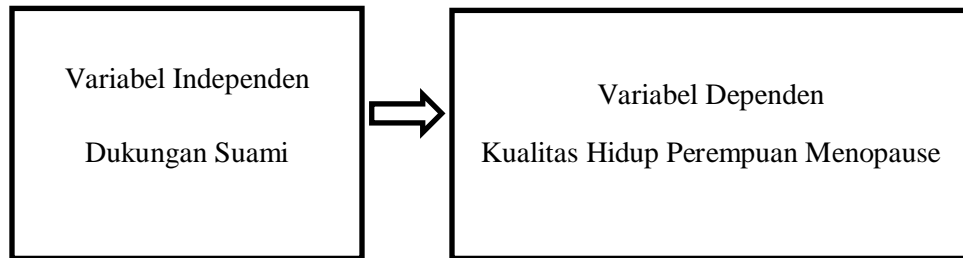 Variabel Independen
Dukungan Suami
Variabel Dependen
Kualitas Hidup Perempuan Menopause